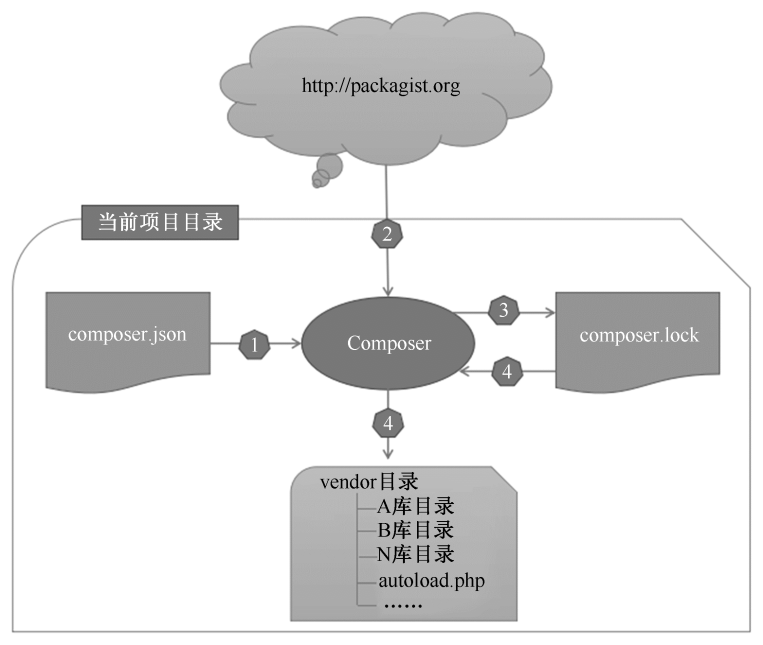 http://packagist.org
当前项目目录
2
composer.json
1
Composer
3
composer.lock
4
4
vendor目录
A库目录
B库目录
N库目录
autoload.php
……